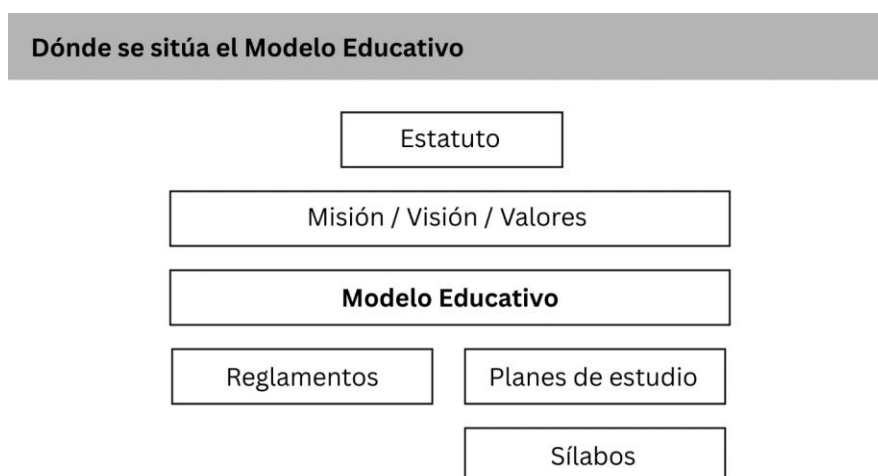 Dónde se sitúa el Modelo Educativo
Estatuto
Misión / Visión / Valores
Modelo Educativo
Reglamentos
Planes de estudio
Sílabos